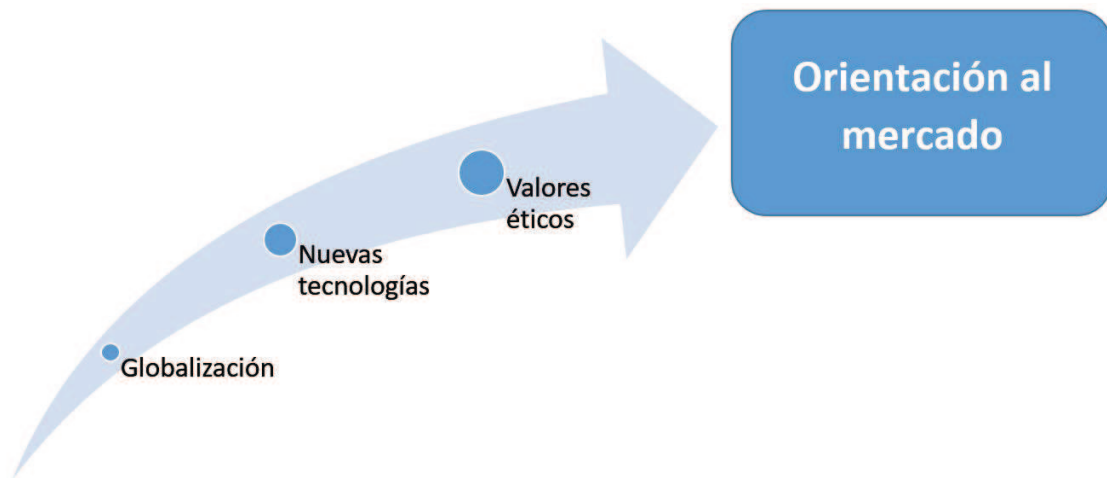 Orientación al
mercado
Valores
éticos
Nuevas
tecnologías
Globalización